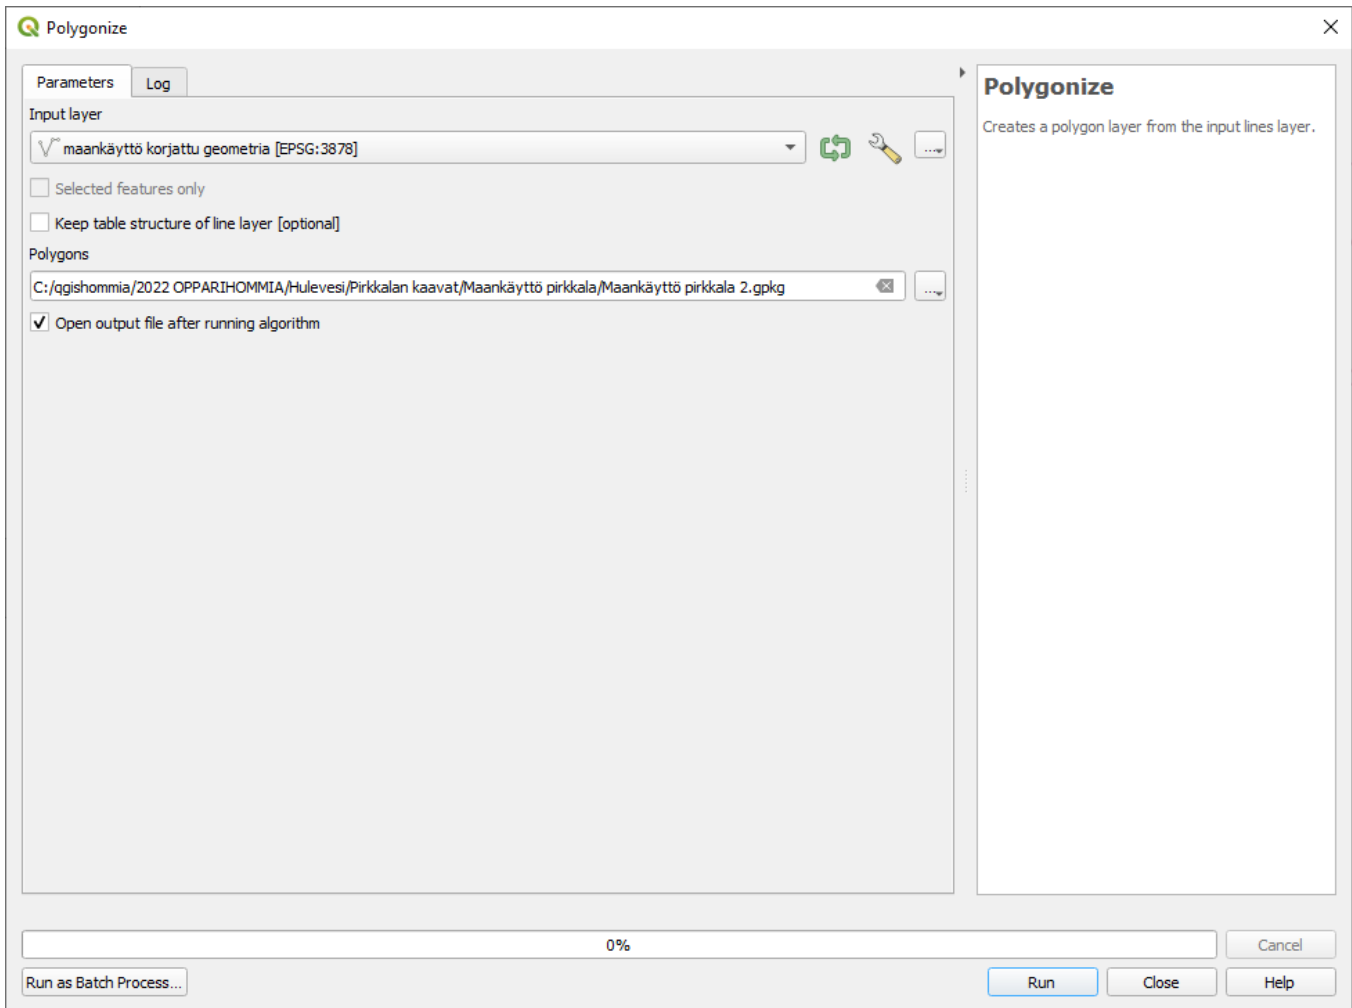 Polygonize
Parameters
Log
Input layer
maankäyttö korjattu geometria [EPSG:3878]
...
Selected features only
Keep table structure of line layer [optional]
Polygons
C:/qgishommia/2022 OPPARIHOMMIA/Hulevesi/Pirkkalan kaavat/Maankäyttö pirkkala/Maankäyttö pirkkala 2.gpkg
...
Open output file after running algorithm
Polygonize
Creates a polygon layer from the input lines layer.
0%
Cancel
Run as Batch Process...
Run
Close
Help